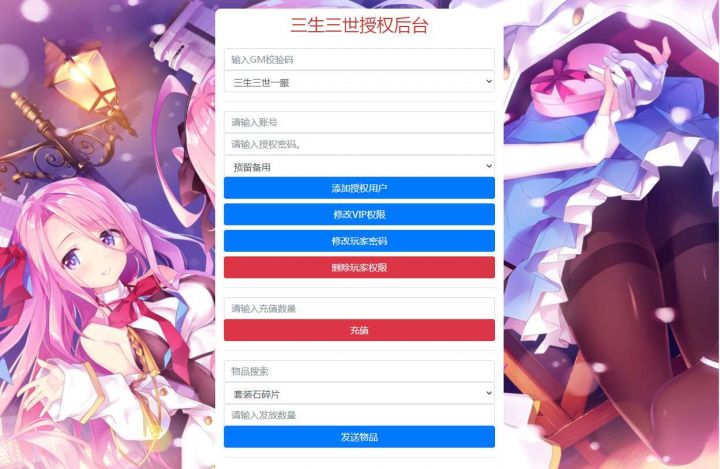 三生三世授权后台
输入GM校验码
三生三世一服
请输入账号
请输入授权密码。
预留备用
添加授权用户
修改VIP权限
修改玩家密码
删除玩家权限
请输入充值数量
充值
物品搜索
套装石碎片
请输入发放数量
发送物品